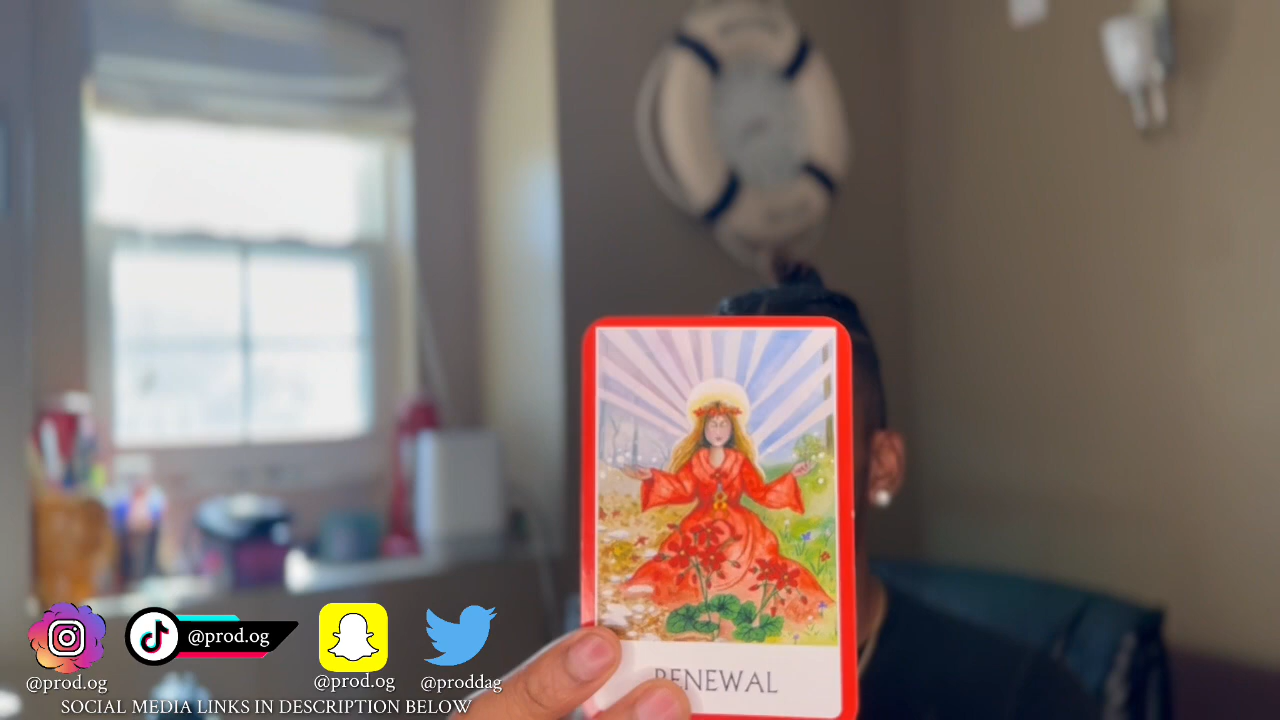 RENEWAL
@prod.og
@prod.og
@prod.og
@proddag
SOCIAL MEDIA LINKS IN DESCRIPTION BELOW